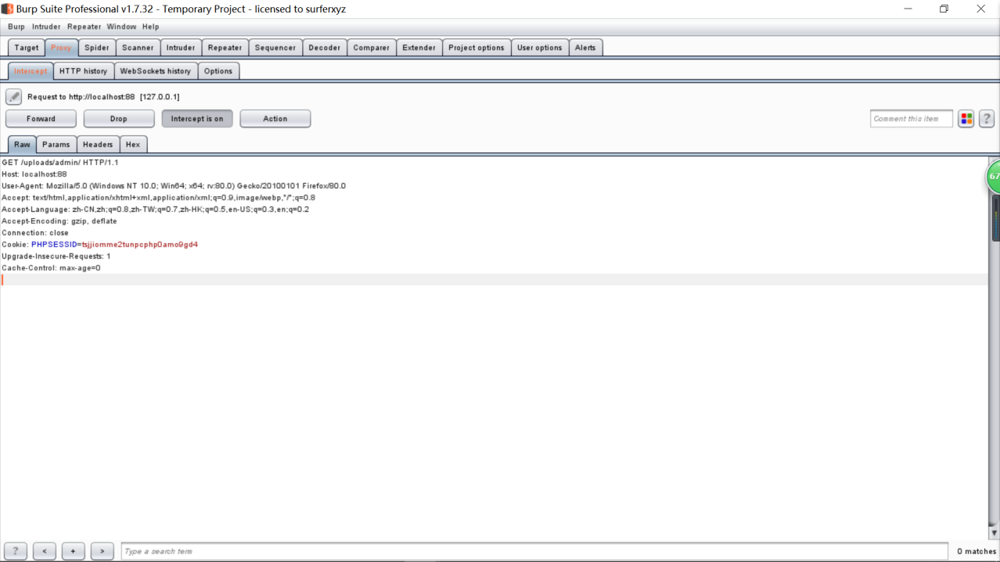 Burp Suite Professional v1.7.32 - Temporary Project - licensed to surferxyz
Burp Intruder Repeater Window Help
Target Proxy Spider Scanner Intruder Repeater Sequencer Decoder Comparer Extender Project options User options Alerts
Intercept HTTP history WebSockets history Options
Request to http://localhost:88 [127.0.0.1]
Forward Drop Intercept is on Action Comment this item ?
Raw Params Headers Hex
GET /uploads/admin/ HTTP/1.1
Host: localhost:88
User-Agent: Mozilla/5.0 (Windows NT 10.0; Win64; x64; rv:80.0) Gecko/20100101 Firefox/80.0
Accept: text/html,application/xhtml+xml,application/xml;q=0.9,image/webp,*/*;q=0.8
Accept-Language: zh-CN,zh;q=0.8,zh-TW;q=0.7,zh-HK;q=0.5,en-US;q=0.3,en;q=0.2
Accept-Encoding: gzip, deflate
Connection: close
Cookie: PHPSESSID=tsjjiomme2tunpcphp0amo9gd4
Upgrade-Insecure-Requests: 1
Cache-Control: max-age=0
67
? < + > Type a search term 0 matches